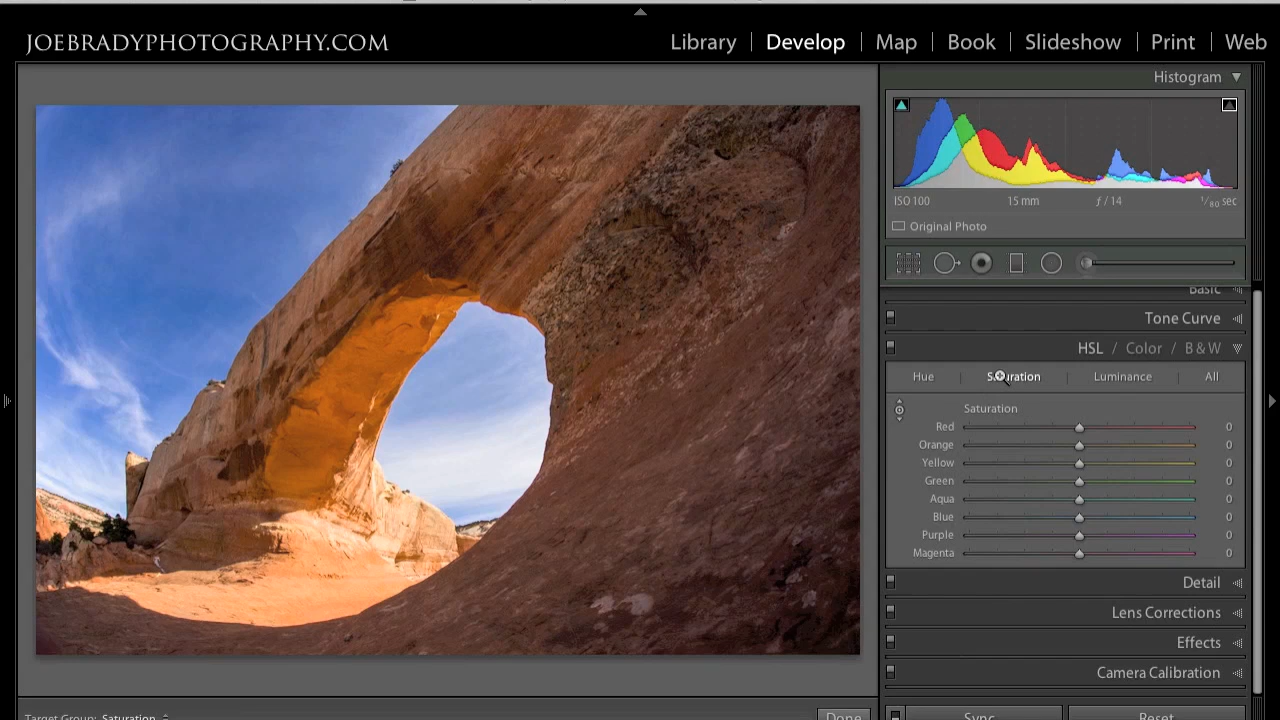 JOEBRADYPHOTOGRAPHY.COM
Library | Develop | Map | Book | Slideshow | Print | Web
Histogram
ISO 100 15 mm ƒ / 14 1/80 sec
Original Photo
Basic
Tone Curve
HSL / Color / B & W
Hue | Saturation | Luminance | All
Saturation
Red 0
Orange 0
Yellow 0
Green 0
Aqua 0
Blue 0
Purple 0
Magenta 0
Detail
Lens Corrections
Effects
Camera Calibration
Target Group: Saturation Done Sync Reset